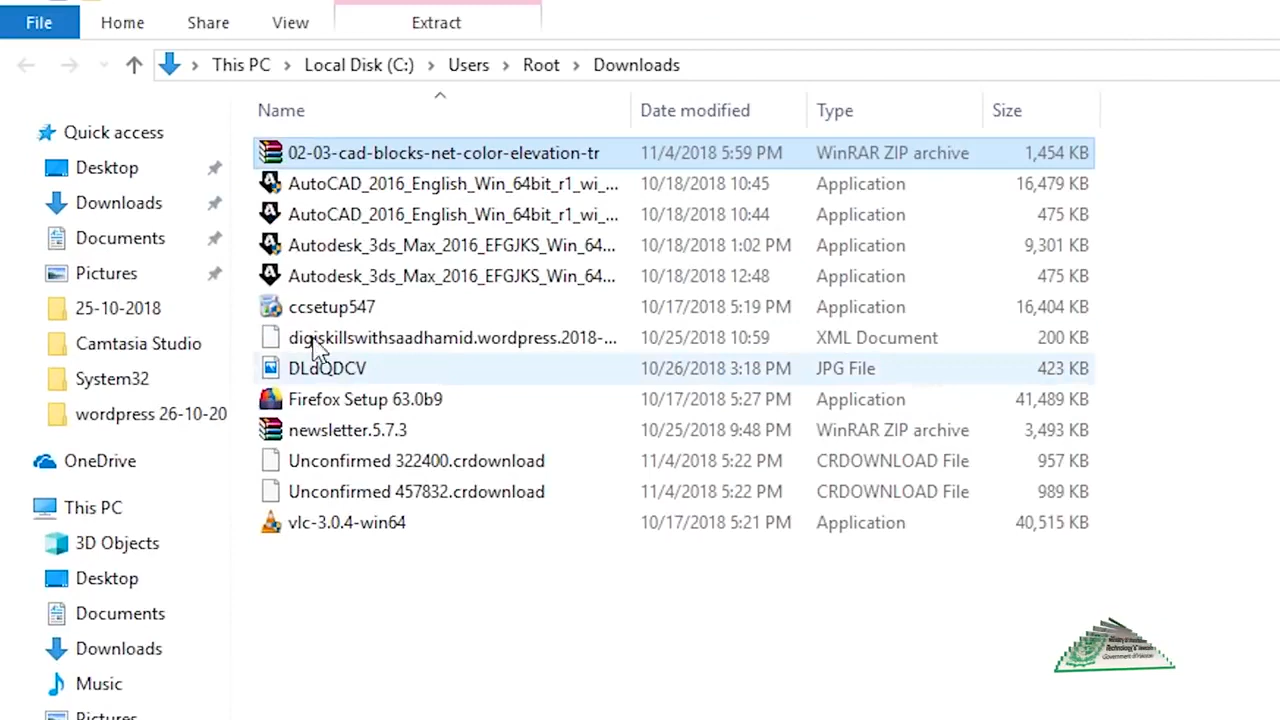 File Home Share View Extract
This PC > Local Disk (C:) > Users > Root > Downloads
Name Date modified Type Size
02-03-cad-blocks-net-color-elevation-tr 11/4/2018 5:59 PM WinRAR ZIP archive 1,454 KB
AutoCAD_2016_English_Win_64bit_r1_wi_... 10/18/2018 10:45 Application 16,479 KB
AutoCAD_2016_English_Win_64bit_r1_wi_... 10/18/2018 10:44 Application 475 KB
Autodesk_3ds_Max_2016_EFGJKS_Win_64... 10/18/2018 1:02 PM Application 9,301 KB
Autodesk_3ds_Max_2016_EFGJKS_Win_64... 10/18/2018 12:48 Application 475 KB
ccsetup547 10/17/2018 5:19 PM Application 16,404 KB
digiskillswithsaadhamid.wordpress.2018-... 10/25/2018 10:59 XML Document 200 KB
DLdQDCV 10/26/2018 3:18 PM JPG File 423 KB
Firefox Setup 63.0b9 10/17/2018 5:27 PM Application 41,489 KB
newsletter.5.7.3 10/25/2018 9:48 PM WinRAR ZIP archive 3,493 KB
Unconfirmed 322400.crdownload 11/4/2018 5:22 PM CRDOWNLOAD File 957 KB
Unconfirmed 457832.crdownload 11/4/2018 5:22 PM CRDOWNLOAD File 989 KB
vlc-3.0.4-win64 10/17/2018 5:21 PM Application 40,515 KB
Quick access
Desktop
Downloads
Documents
Pictures
25-10-2018
Camtasia Studio
System32
wordpress 26-10-20
OneDrive
This PC
3D Objects
Desktop
Documents
Downloads
Music
Pictures